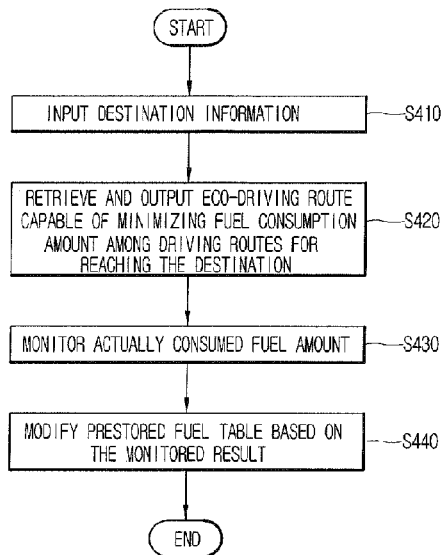 START
INPUT DESTINATION INFORMATION
S410
RETRIEVE AND OUTPUT ECO-DRIVING ROUTE
CAPABLE OF MINIMIZING FUEL CONSUMPTION
AMOUNT AMONG DRIVING ROUTES FOR
REACHING THE DESTINATION
S420
MONITOR ACTUALLY CONSUMED FUEL AMOUNT
S430
MODIFY PRESTORED FUEL TABLE BASED ON
THE MONITORED RESULT
S440
END